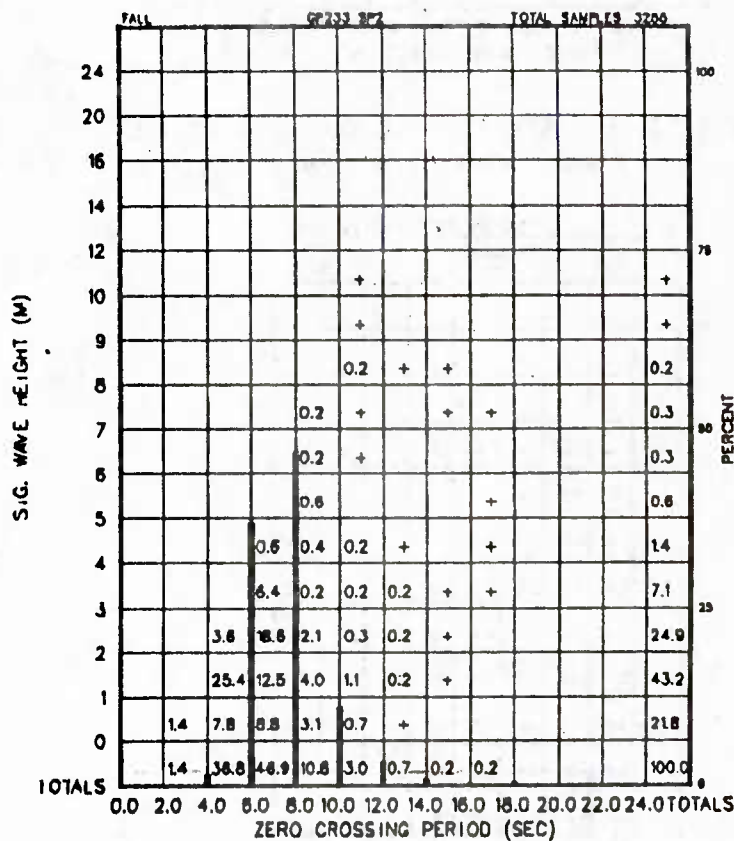 FALL GP233 SP2 TOTAL SAMPLES
24 100
20
16
14
12 75
10 + +
9 + +
8 0.2 + + 0.2
7 0.2 + + + 0.3
6 0.2 + 0.3
5 0.6 + 0.6
4 0.6 0.4 0.2 + + 1.4
3 6.4 0.2 0.2 0.2 + + 7.1
25
2 3.6 18.6 2.1 0.3 0.2 + 24.9
1 25.4 12.5 4.0 1.1 0.2 + 43.2
0 1.4 7.8 8.8 3.1 0.7 + 21.8
TOTALS 1.4 36.8 46.9 10.6 3.0 0.7 0.2 0.2 100.0 0
0.0 2.0 4.0 6.0 8.0 10.0 12.0 14.0 16.0 18.0 20.0 22.0 24.0 TOTALS
ZERO CROSSING PERIOD (SEC)
SIG. WAVE HEIGHT (M)
50
PERCENT